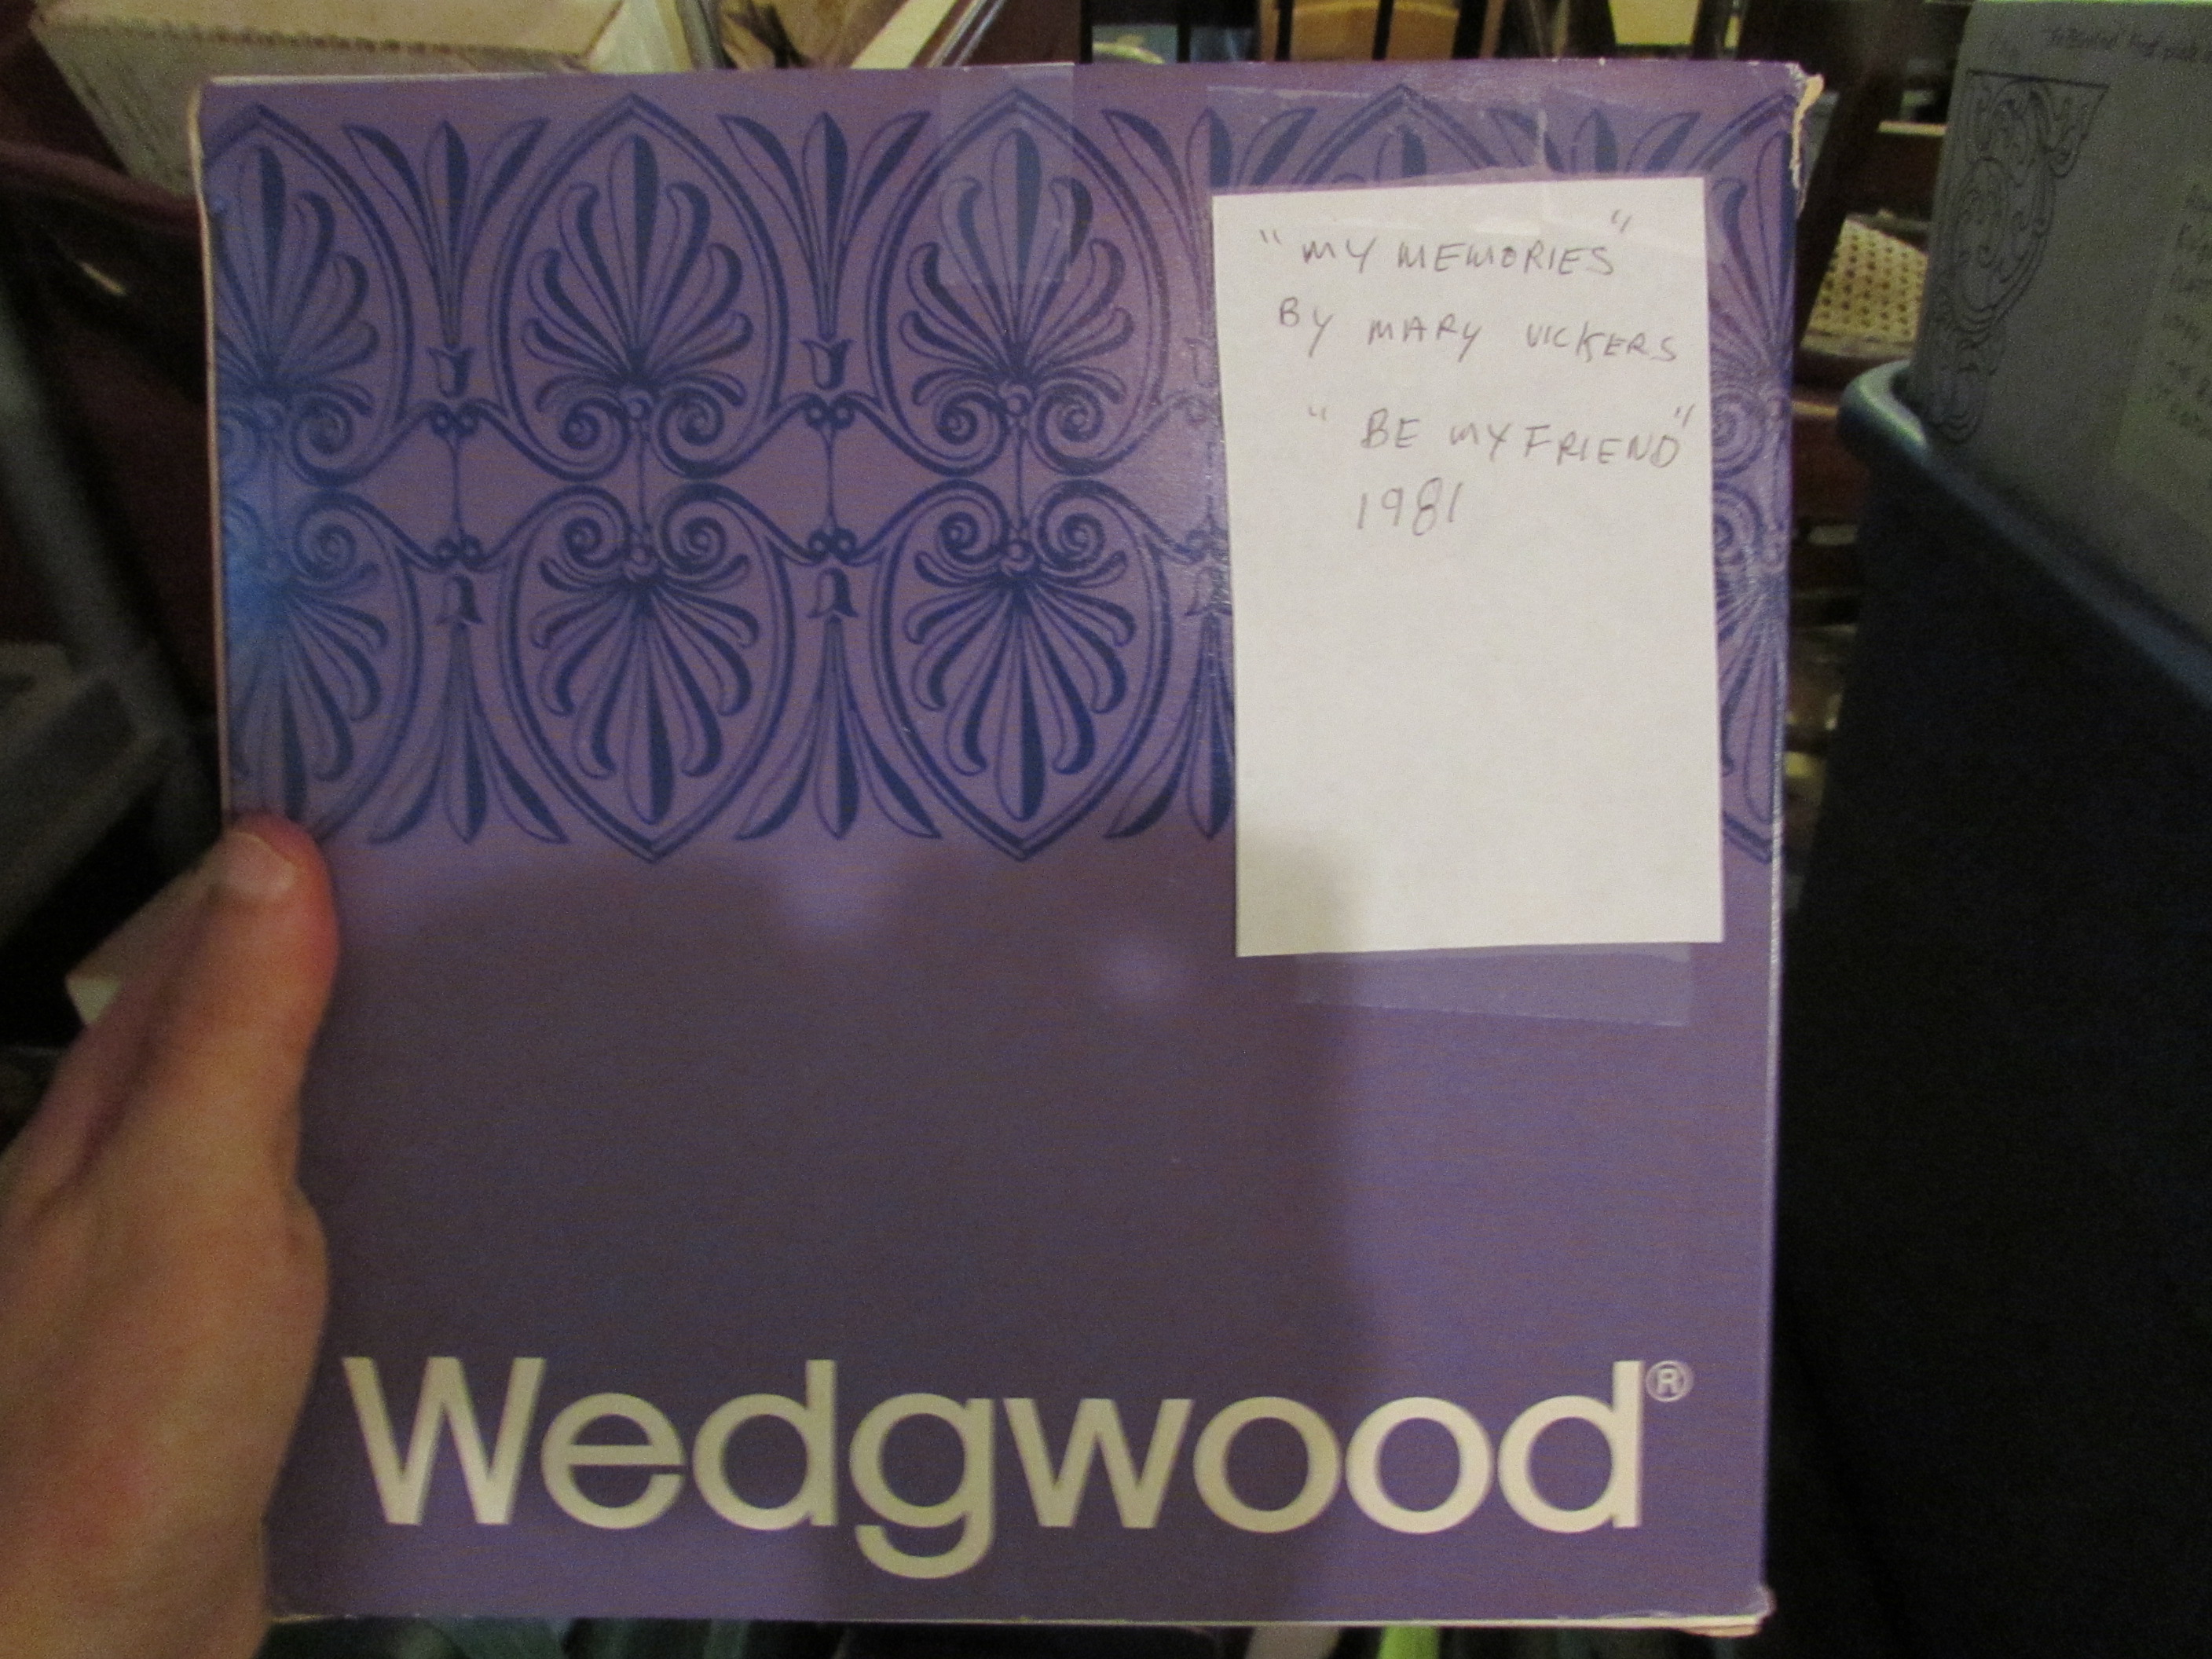 "MY MEMORIES"
BY MARY VICKERS
"BE MY FRIEND"
1981
Wedgwood®